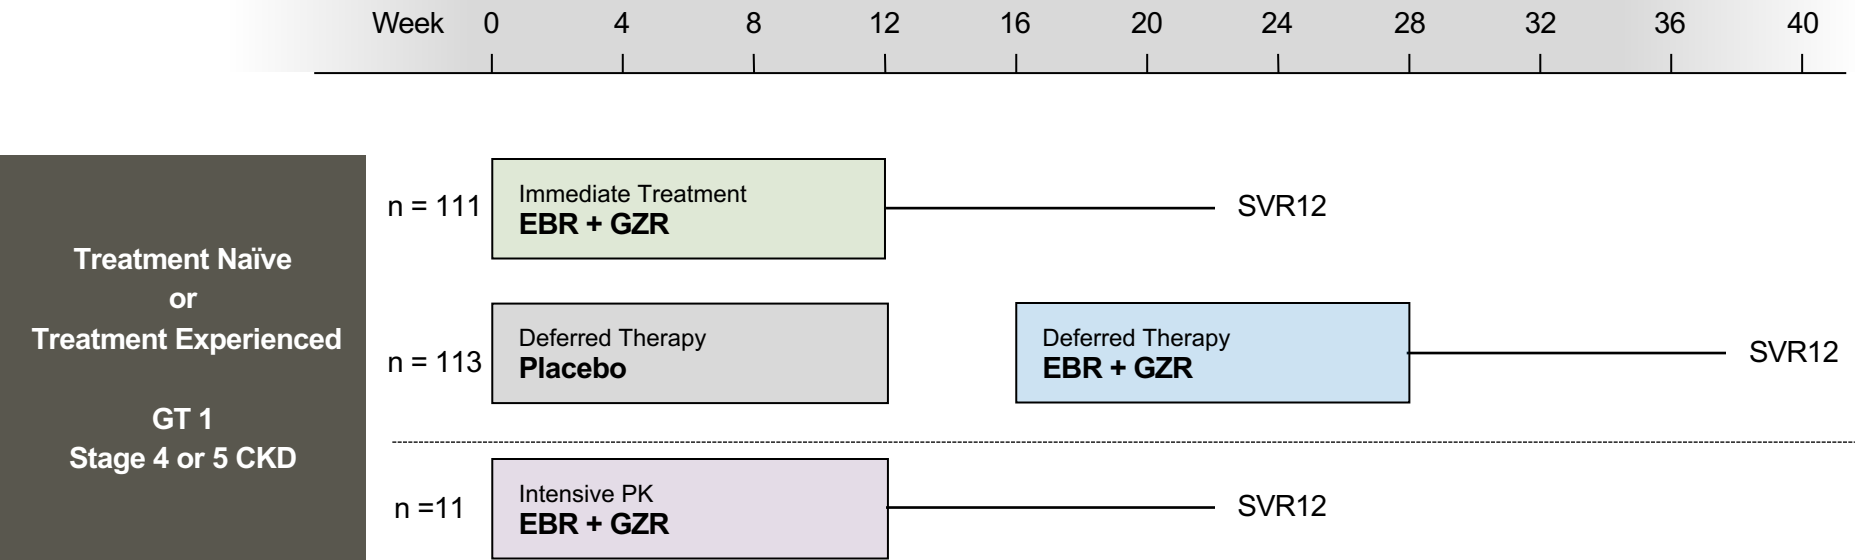 Week 0 4 8 12 16 20 24 28 32 36 40
Treatment Naïve
or
Treatment Experienced
GT 1
Stage 4 or 5 CKD
n = 111
Immediate Treatment
EBR + GZR
SVR12
n = 113
Deferred Therapy
Placebo
Deferred Therapy
EBR + GZR
SVR12
n =11
Intensive PK
EBR + GZR
SVR12